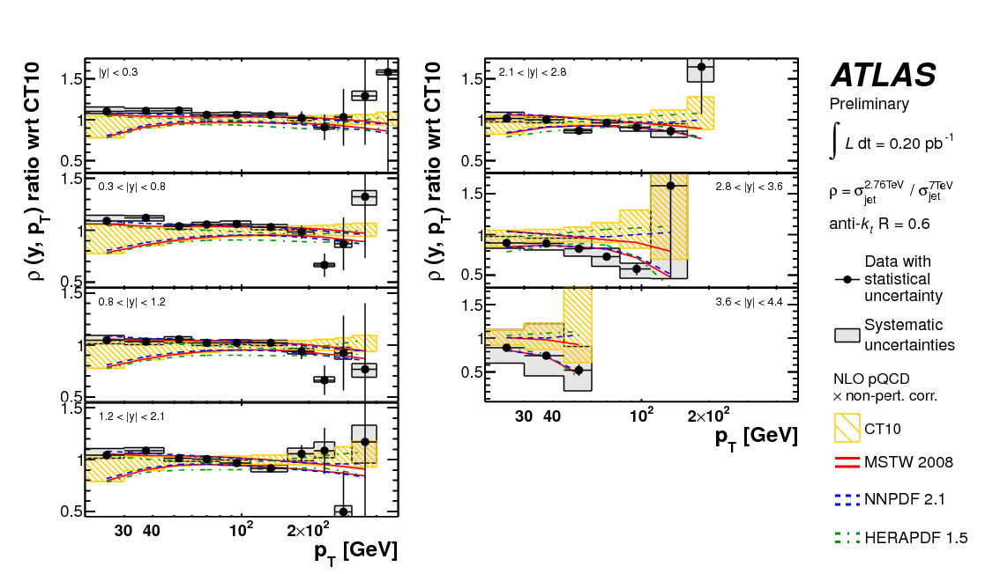 ρ (y, p_T) ratio wrt CT10
|y| < 0.3
1.5
1
0.5
0.3 < |y| < 0.8
1.5
1
0.5
0.8 < |y| < 1.2
1.5
1
0.5
1.2 < |y| < 2.1
1.5
1
0.5
30 40 10² 2×10²
p_T [GeV]
ρ (y, p_T) ratio wrt CT10
2.1 < |y| < 2.8
1.5
1
0.5
2.8 < |y| < 3.6
1.5
1
0.5
3.6 < |y| < 4.4
1.5
1
0.5
30 40 10² 2×10²
p_T [GeV]
ATLAS
Preliminary
∫ L dt = 0.20 pb⁻¹
ρ = σ_jet^2.76TeV / σ_jet^7TeV
anti-k_t R = 0.6
Data with
statistical
uncertainty
Systematic
uncertainties
NLO pQCD
× non-pert. corr.
CT10
MSTW 2008
NNPDF 2.1
HERAPDF 1.5